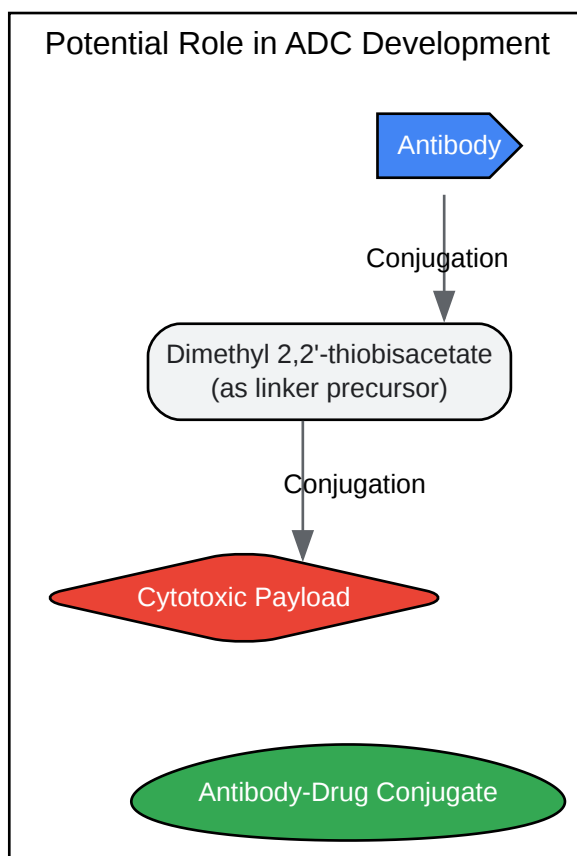 Potential Role in ADC Development
Antibody
Conjugation
Dimethyl 2,2'-thiobisacetate
(as linker precursor)
Conjugation
Cytotoxic Payload
Antibody-Drug Conjugate